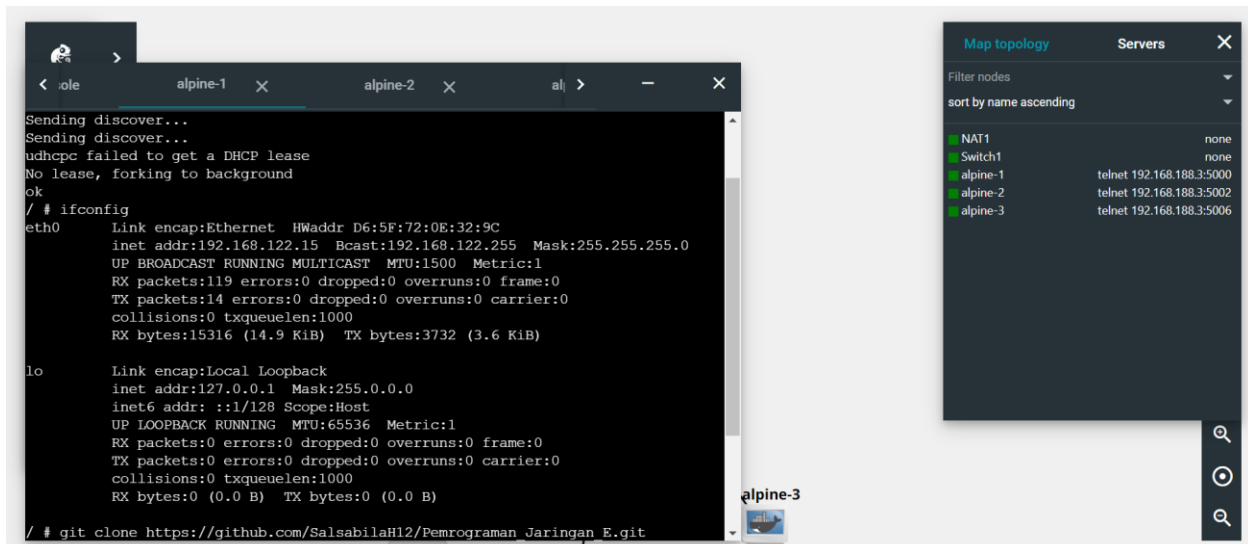 sole
alpine-1
alpine-2
Sending discover...
Sending discover...
udhcpc failed to get a DHCP lease
No lease, forking to background
ok
/ # ifconfig
eth0 Link encap:Ethernet HWaddr D6:5F:72:0E:32:9C
inet addr:192.168.122.15 Bcast:192.168.122.255 Mask:255.255.255.0
UP BROADCAST RUNNING MULTICAST MTU:1500 Metric:1
RX packets:119 errors:0 dropped:0 overruns:0 frame:0
TX packets:14 errors:0 dropped:0 overruns:0 carrier:0
collisions:0 txqueuelen:1000
RX bytes:15316 (14.9 KiB) TX bytes:3732 (3.6 KiB)
lo Link encap:Local Loopback
inet addr:127.0.0.1 Mask:255.0.0.0
inet6 addr: ::1/128 Scope:Host
UP LOOPBACK RUNNING MTU:65536 Metric:1
RX packets:0 errors:0 dropped:0 overruns:0 frame:0
TX packets:0 errors:0 dropped:0 overruns:0 carrier:0
collisions:0 txqueuelen:1000
RX bytes:0 (0.0 B) TX bytes:0 (0.0 B)
/ # git clone https://github.com/SalsabilaH12/Pemrograman_Jaringan_E.git
alpine-3
Map topology Servers
Filter nodes
sort by name ascending
NAT1 none
Switch1 none
alpine-1 telnet 192.168.188.3:5000
alpine-2 telnet 192.168.188.3:5002
alpine-3 telnet 192.168.188.3:5006